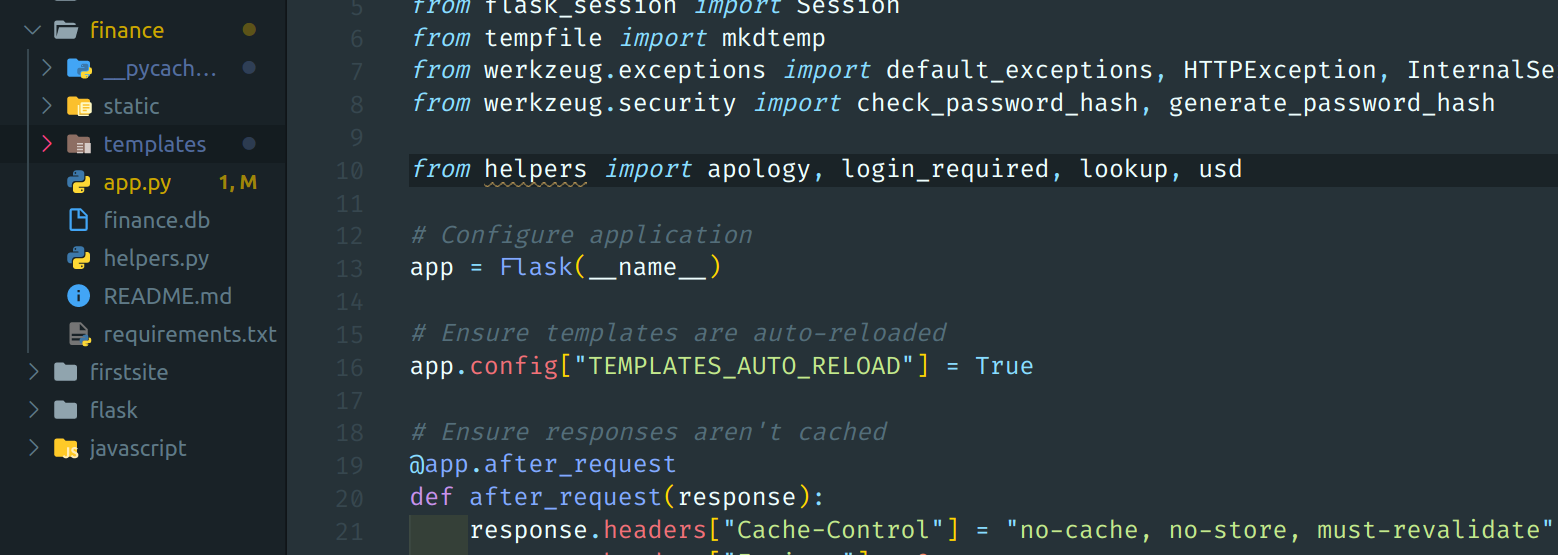 finance
__pycach...
static
templates
app.py 1, M
finance.db
helpers.py
README.md
requirements.txt
firstsite
flask
javascript
5 from flask_session import Session
6 from tempfile import mkdtemp
7 from werkzeug.exceptions import default_exceptions, HTTPException, InternalSe
8 from werkzeug.security import check_password_hash, generate_password_hash
9
10 from helpers import apology, login_required, lookup, usd
11
12 # Configure application
13 app = Flask(__name__)
14
15 # Ensure templates are auto-reloaded
16 app.config["TEMPLATES_AUTO_RELOAD"] = True
17
18 # Ensure responses aren't cached
19 @app.after_request
20 def after_request(response):
21 response.headers["Cache-Control"] = "no-cache, no-store, must-revalidate"